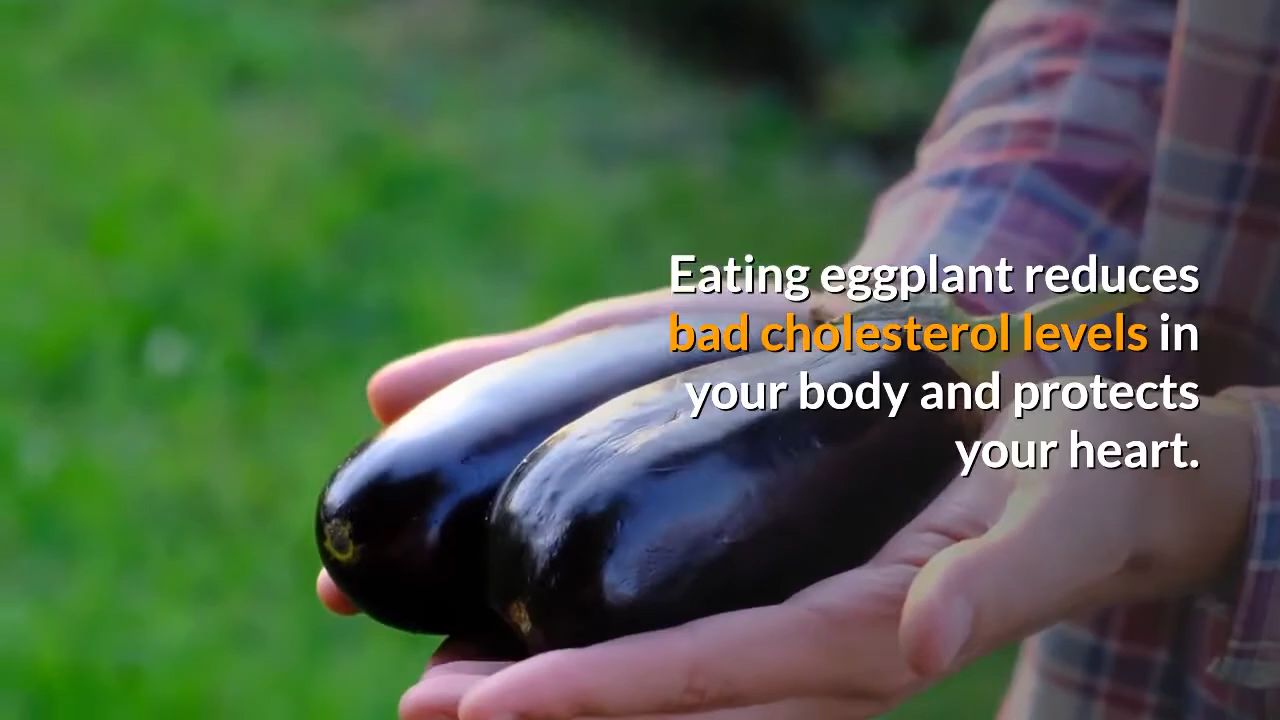 Eating eggplant reduces
bad cholesterol levels in
your body and protects
your heart.